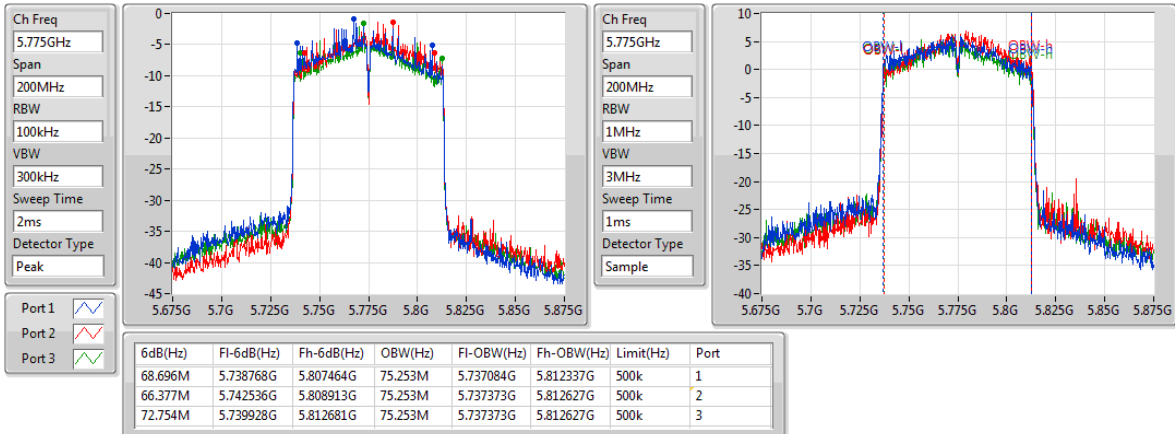 Ch Freq
5.775GHz
Span
200MHz
RBW
100kHz
VBW
300kHz
Sweep Time
2ms
Detector Type
Peak
0-
-5-
-10-
-15-
-20-
-25-
-30-
-35-
-40-
-45-
5.675G 5.7G 5.725G 5.75G 5.775G 5.80G 5.825G 5.85G 5.875G
Ch Freq
5.775GHz
Span
200MHz
RBW
1MHz
VBW
3MHz
Sweep Time
1ms
Detector Type
Sample
10-
5-
0-
-5-
-10-
-15-
-20-
-25-
-30-
-35-
-40-
OBW-l
OBW-h
5.675G 5.7G 5.725G 5.75G 5.775G 5.80G 5.825G 5.85G 5.875G
Port 1
Port 2
Port 3
6dB(Hz) Fl-6dB(Hz) Fh-6dB(Hz) OBW(Hz) Fl-OBW(Hz) Fh-OBW(Hz) Limit(Hz) Port
68.696M 5.738768G 5.807464G 75.253M 5.737084G 5.812337G 500k 1
66.377M 5.742536G 5.808913G 75.253M 5.737373G 5.812627G 500k 2
72.754M 5.739928G 5.812681G 75.253M 5.737373G 5.812627G 500k 3